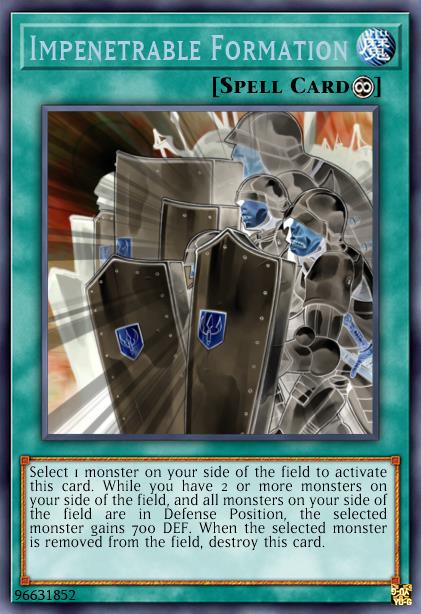 IMPENETRABLE FORMATION 魔
[SPELL CARD]
Select 1 monster on your side of the field to activate
this card. While you have 2 or more monsters on
your side of the field, and all monsters on your side of
the field are in Defense Position, the selected
monster gains 700 DEF. When the selected monster
is removed from the field, destroy this card.
96631852